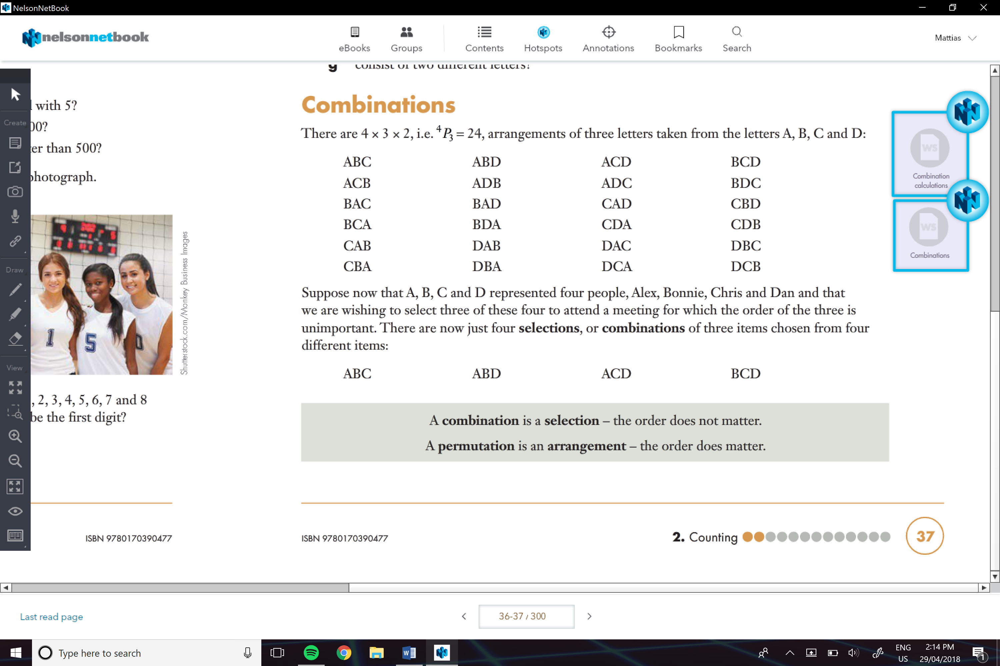 NelsonNetBook
nelsonnetbook
eBooks
Groups
Contents
Hotspots
Annotations
Bookmarks
Search
Mattias
Create
Draw
View
with 5?
00?
er than 500?
photograph.
1
5
0
Shutterstock.com/Monkey Business Images
, 2, 3, 4, 5, 6, 7 and 8
be the first digit?
ISBN 9780170390477
g consist of two different letters?
Combinations
There are 4 × 3 × 2, i.e. ⁴P₃ = 24, arrangements of three letters taken from the letters A, B, C and D:
ABC ABD ACD BCD
ACB ADB ADC BDC
BAC BAD CAD CBD
BCA BDA CDA CDB
CAB DAB DAC DBC
CBA DBA DCA DCB
Suppose now that A, B, C and D represented four people, Alex, Bonnie, Chris and Dan and that
we are wishing to select three of these four to attend a meeting for which the order of the three is
unimportant. There are now just four selections, or combinations of three items chosen from four
different items:
ABC ABD ACD BCD
A combination is a selection – the order does not matter.
A permutation is an arrangement – the order does matter.
ISBN 9780170390477
2. Counting
37
WS
Combination
calculations
WS
Combinations
Last read page
36-37 / 300
Type here to search
ENG
US
2:14 PM
29/04/2018
1